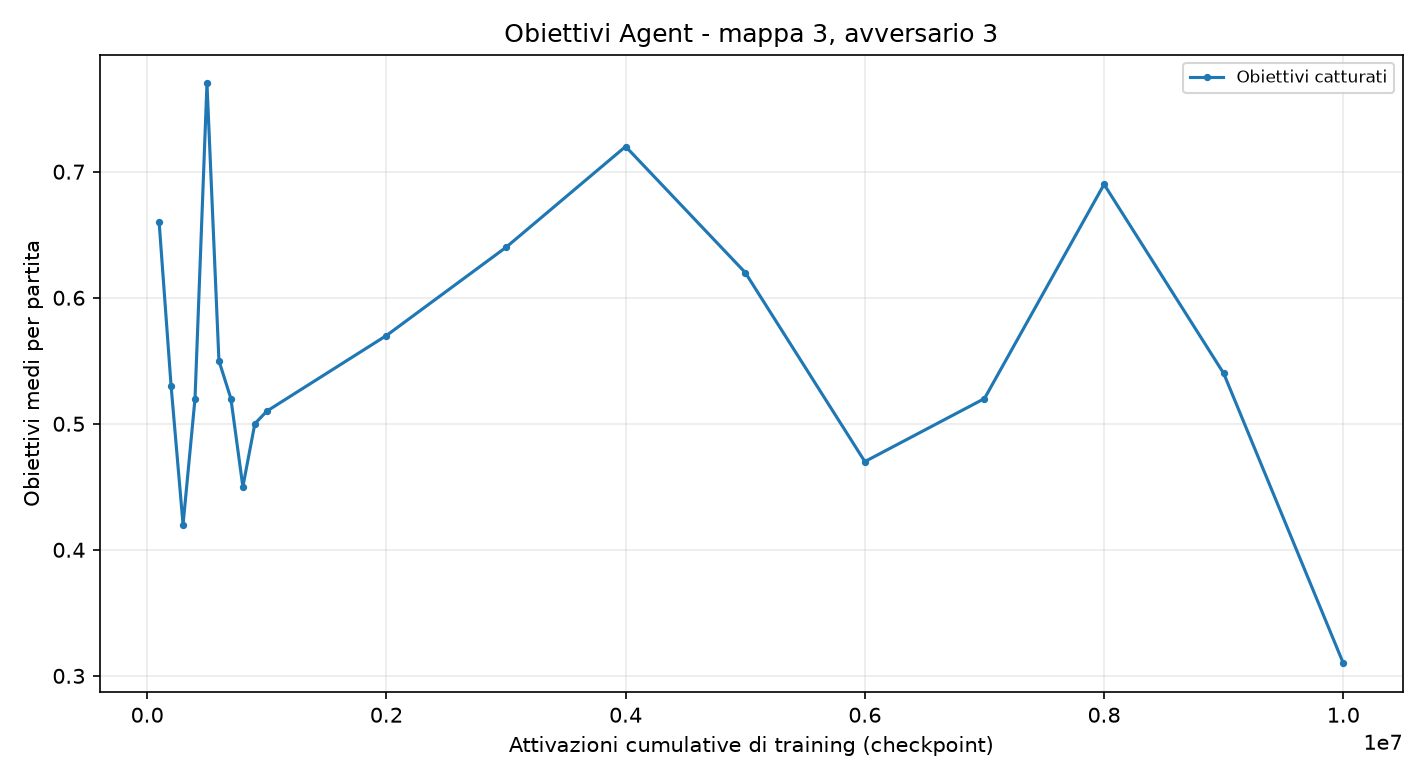 Obiettivi Agent - mappa 3, avversario 3
Obiettivi catturati
Obiettivi medi per partita
0.7
0.6
0.5
0.4
0.3
0.0 0.2 0.4 0.6 0.8 1.0
1e7
Attivazioni cumulative di training (checkpoint)